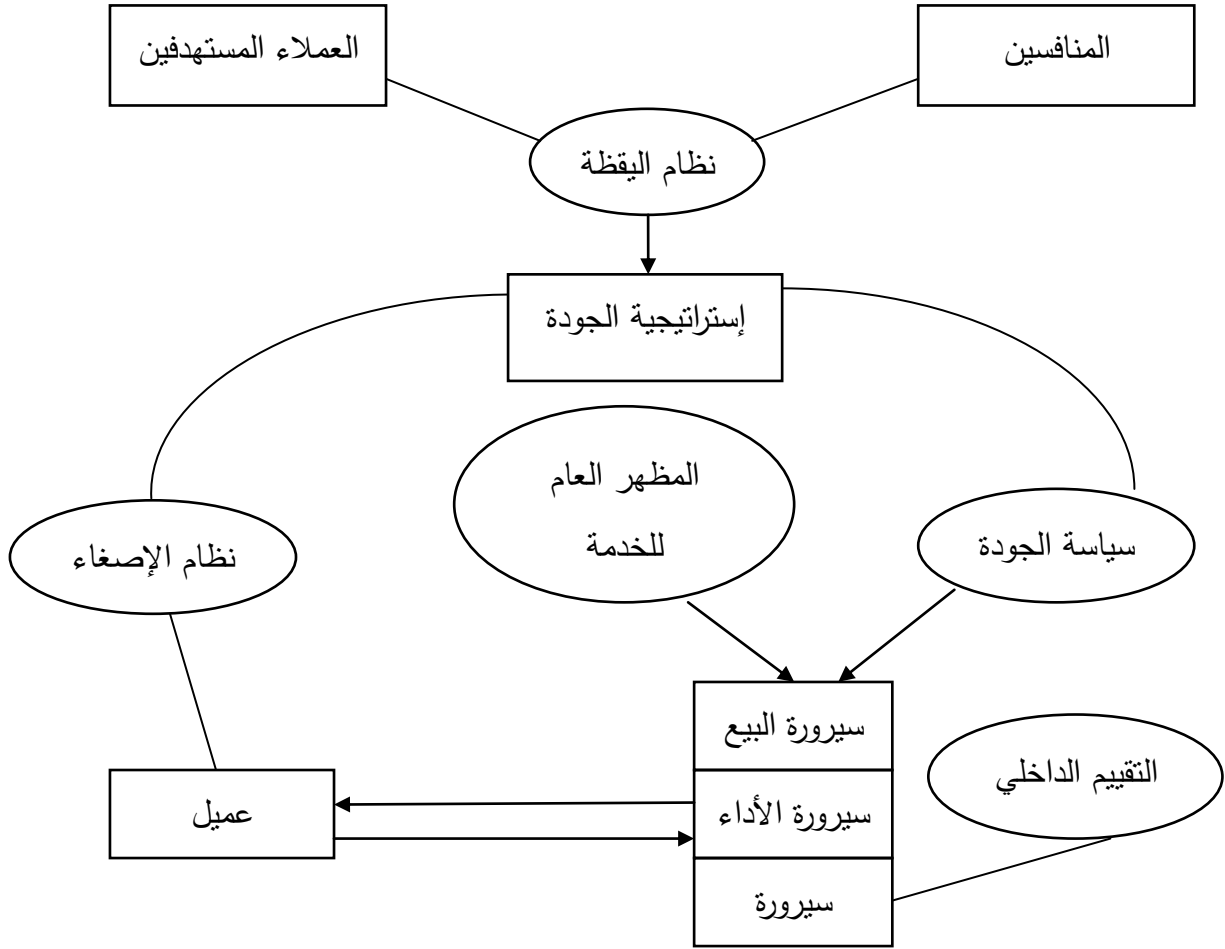 المنافسين
العملاء المستهدفين
نظام اليقظة
إستراتيجية الجودة
المظهر العام
للخدمة
سياسة الجودة
نظام الإصغاء
سيرورة البيع
التقييم الداخلي
سيرورة الأداء
عميل
سيرورة